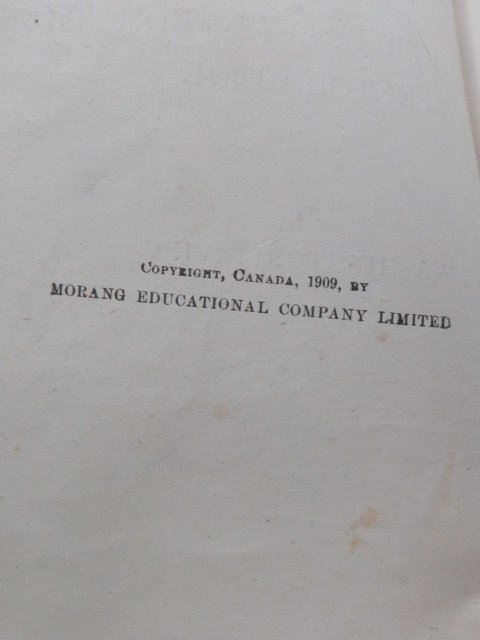 COPYRIGHT, CANADA, 1909, BY
MORANG EDUCATIONAL COMPANY LIMITED